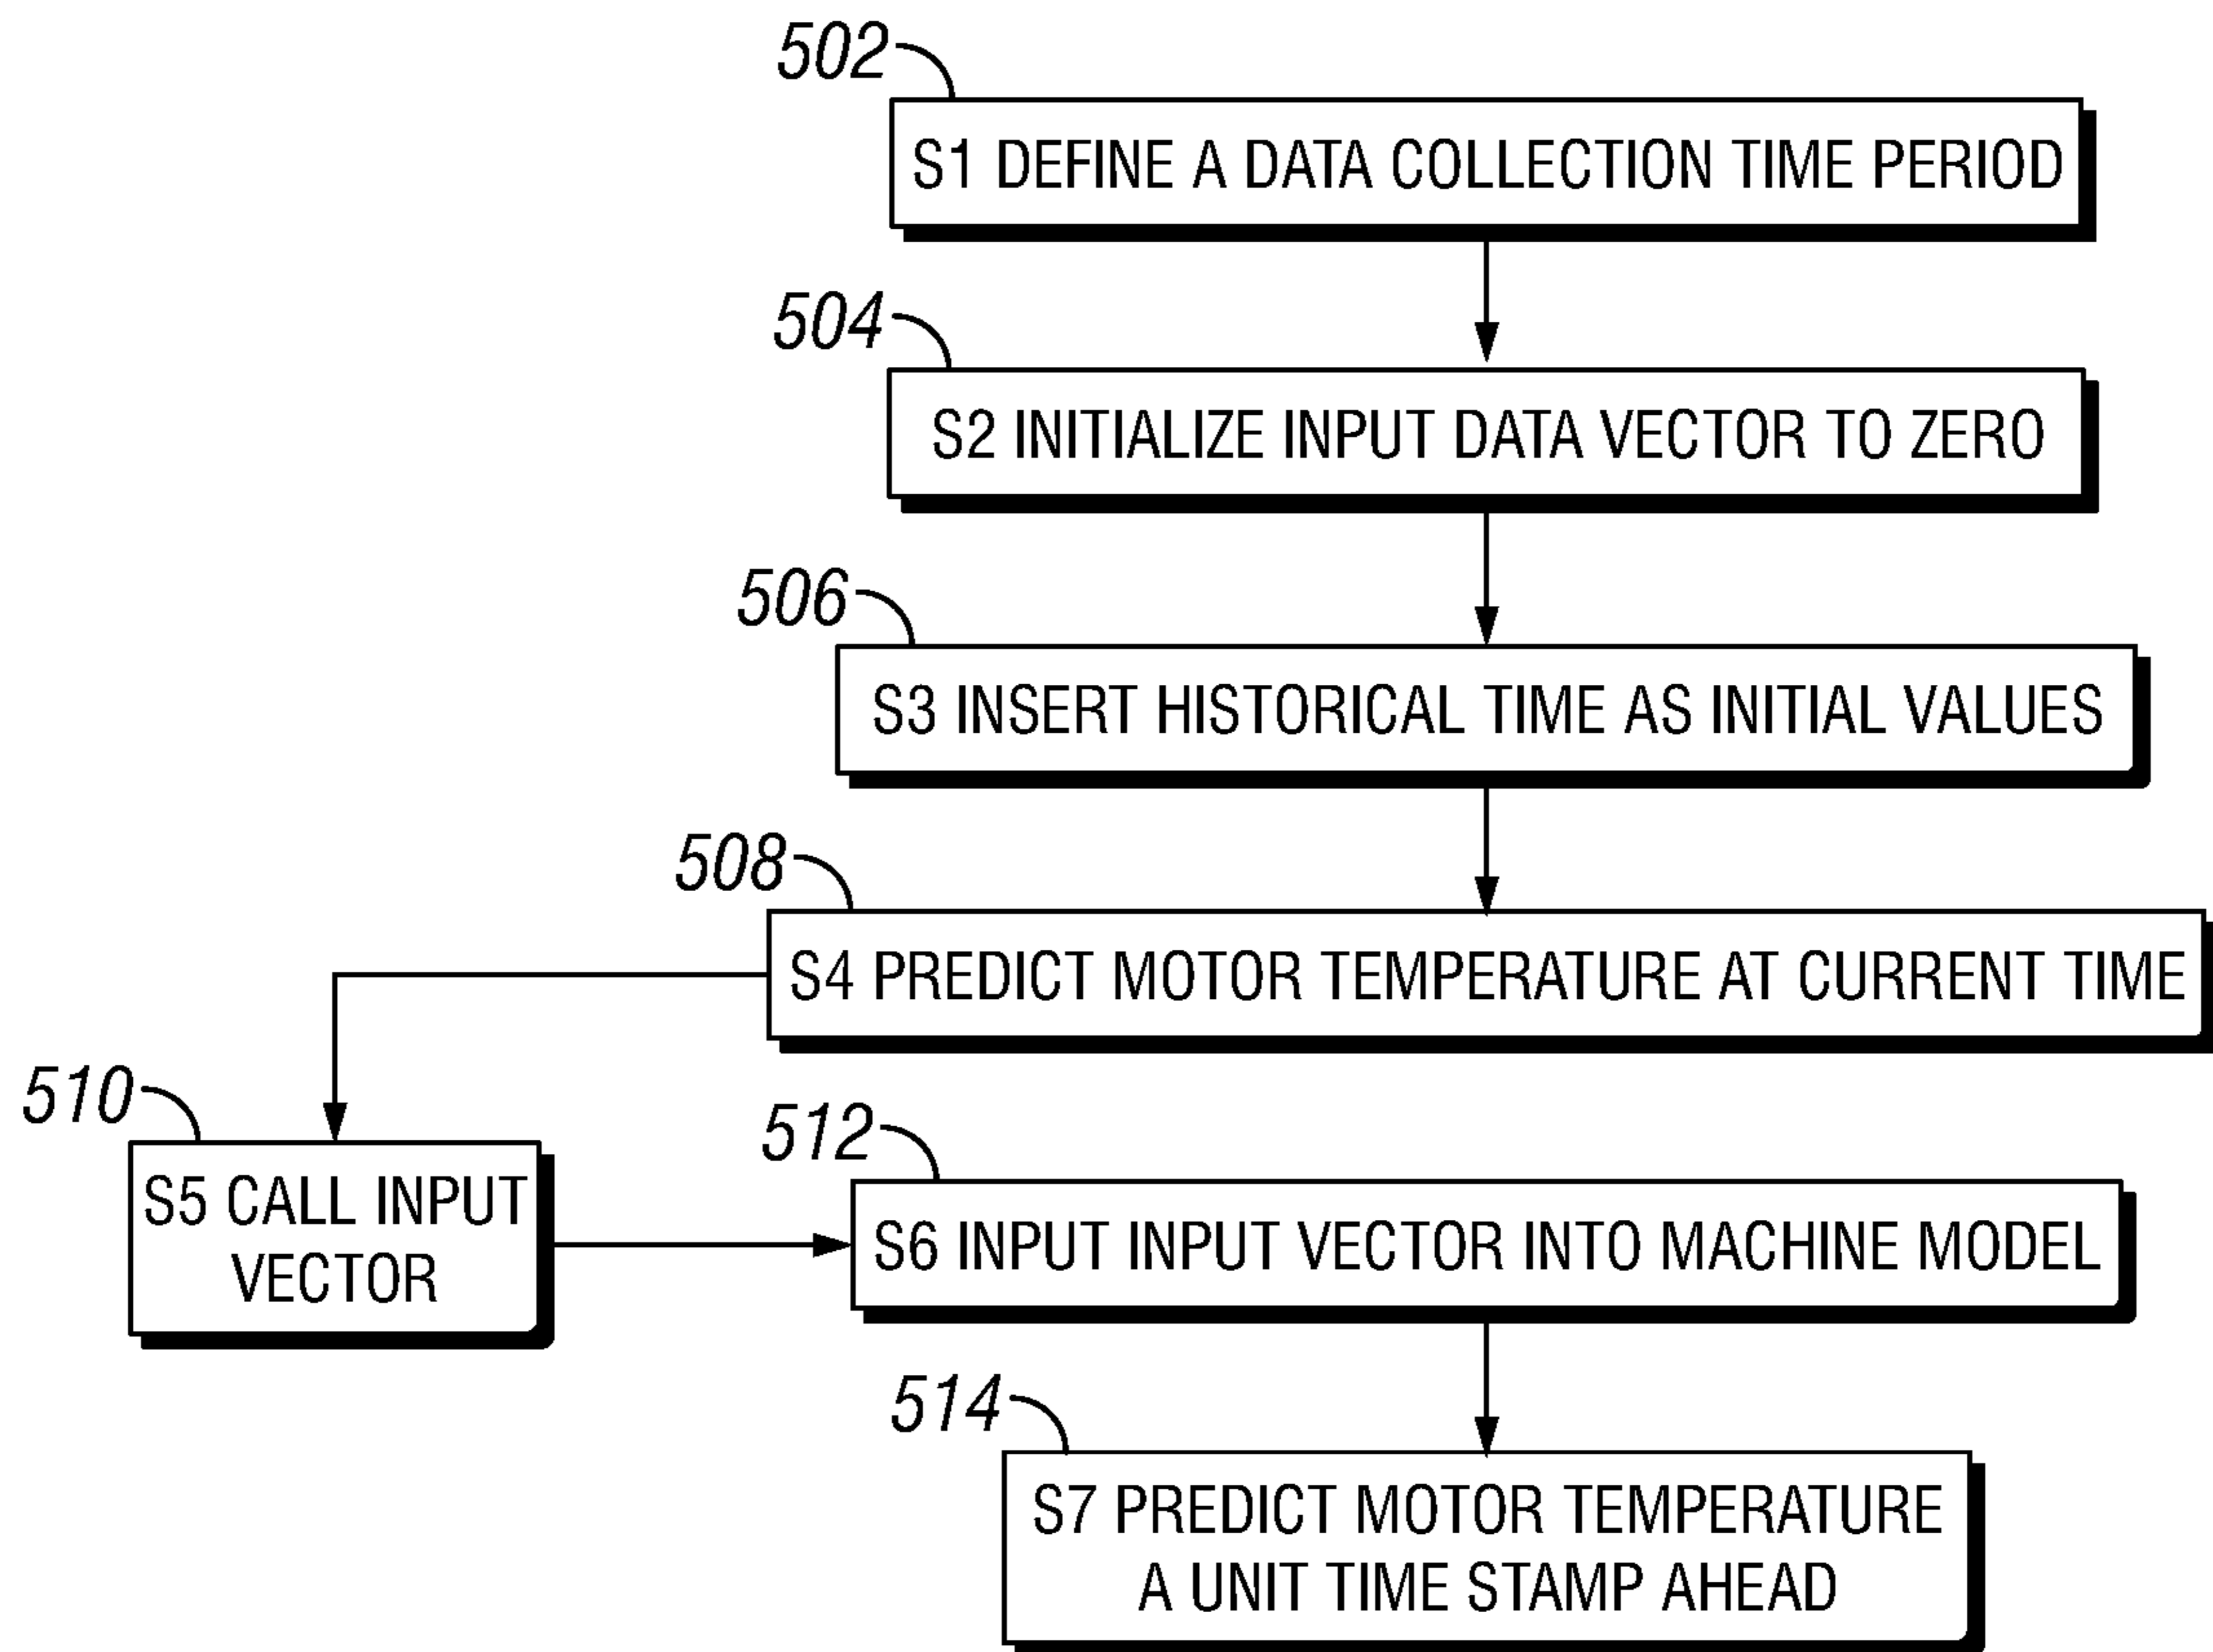 502
S1 DEFINE A DATA COLLECTION TIME PERIOD
504
S2 INITIALIZE INPUT DATA VECTOR TO ZERO
506
S3 INSERT HISTORICAL TIME AS INITIAL VALUES
508
S4 PREDICT MOTOR TEMPERATURE AT CURRENT TIME
510
S5 CALL INPUT
VECTOR
512
S6 INPUT INPUT VECTOR INTO MACHINE MODEL
514
S7 PREDICT MOTOR TEMPERATURE
A UNIT TIME STAMP AHEAD